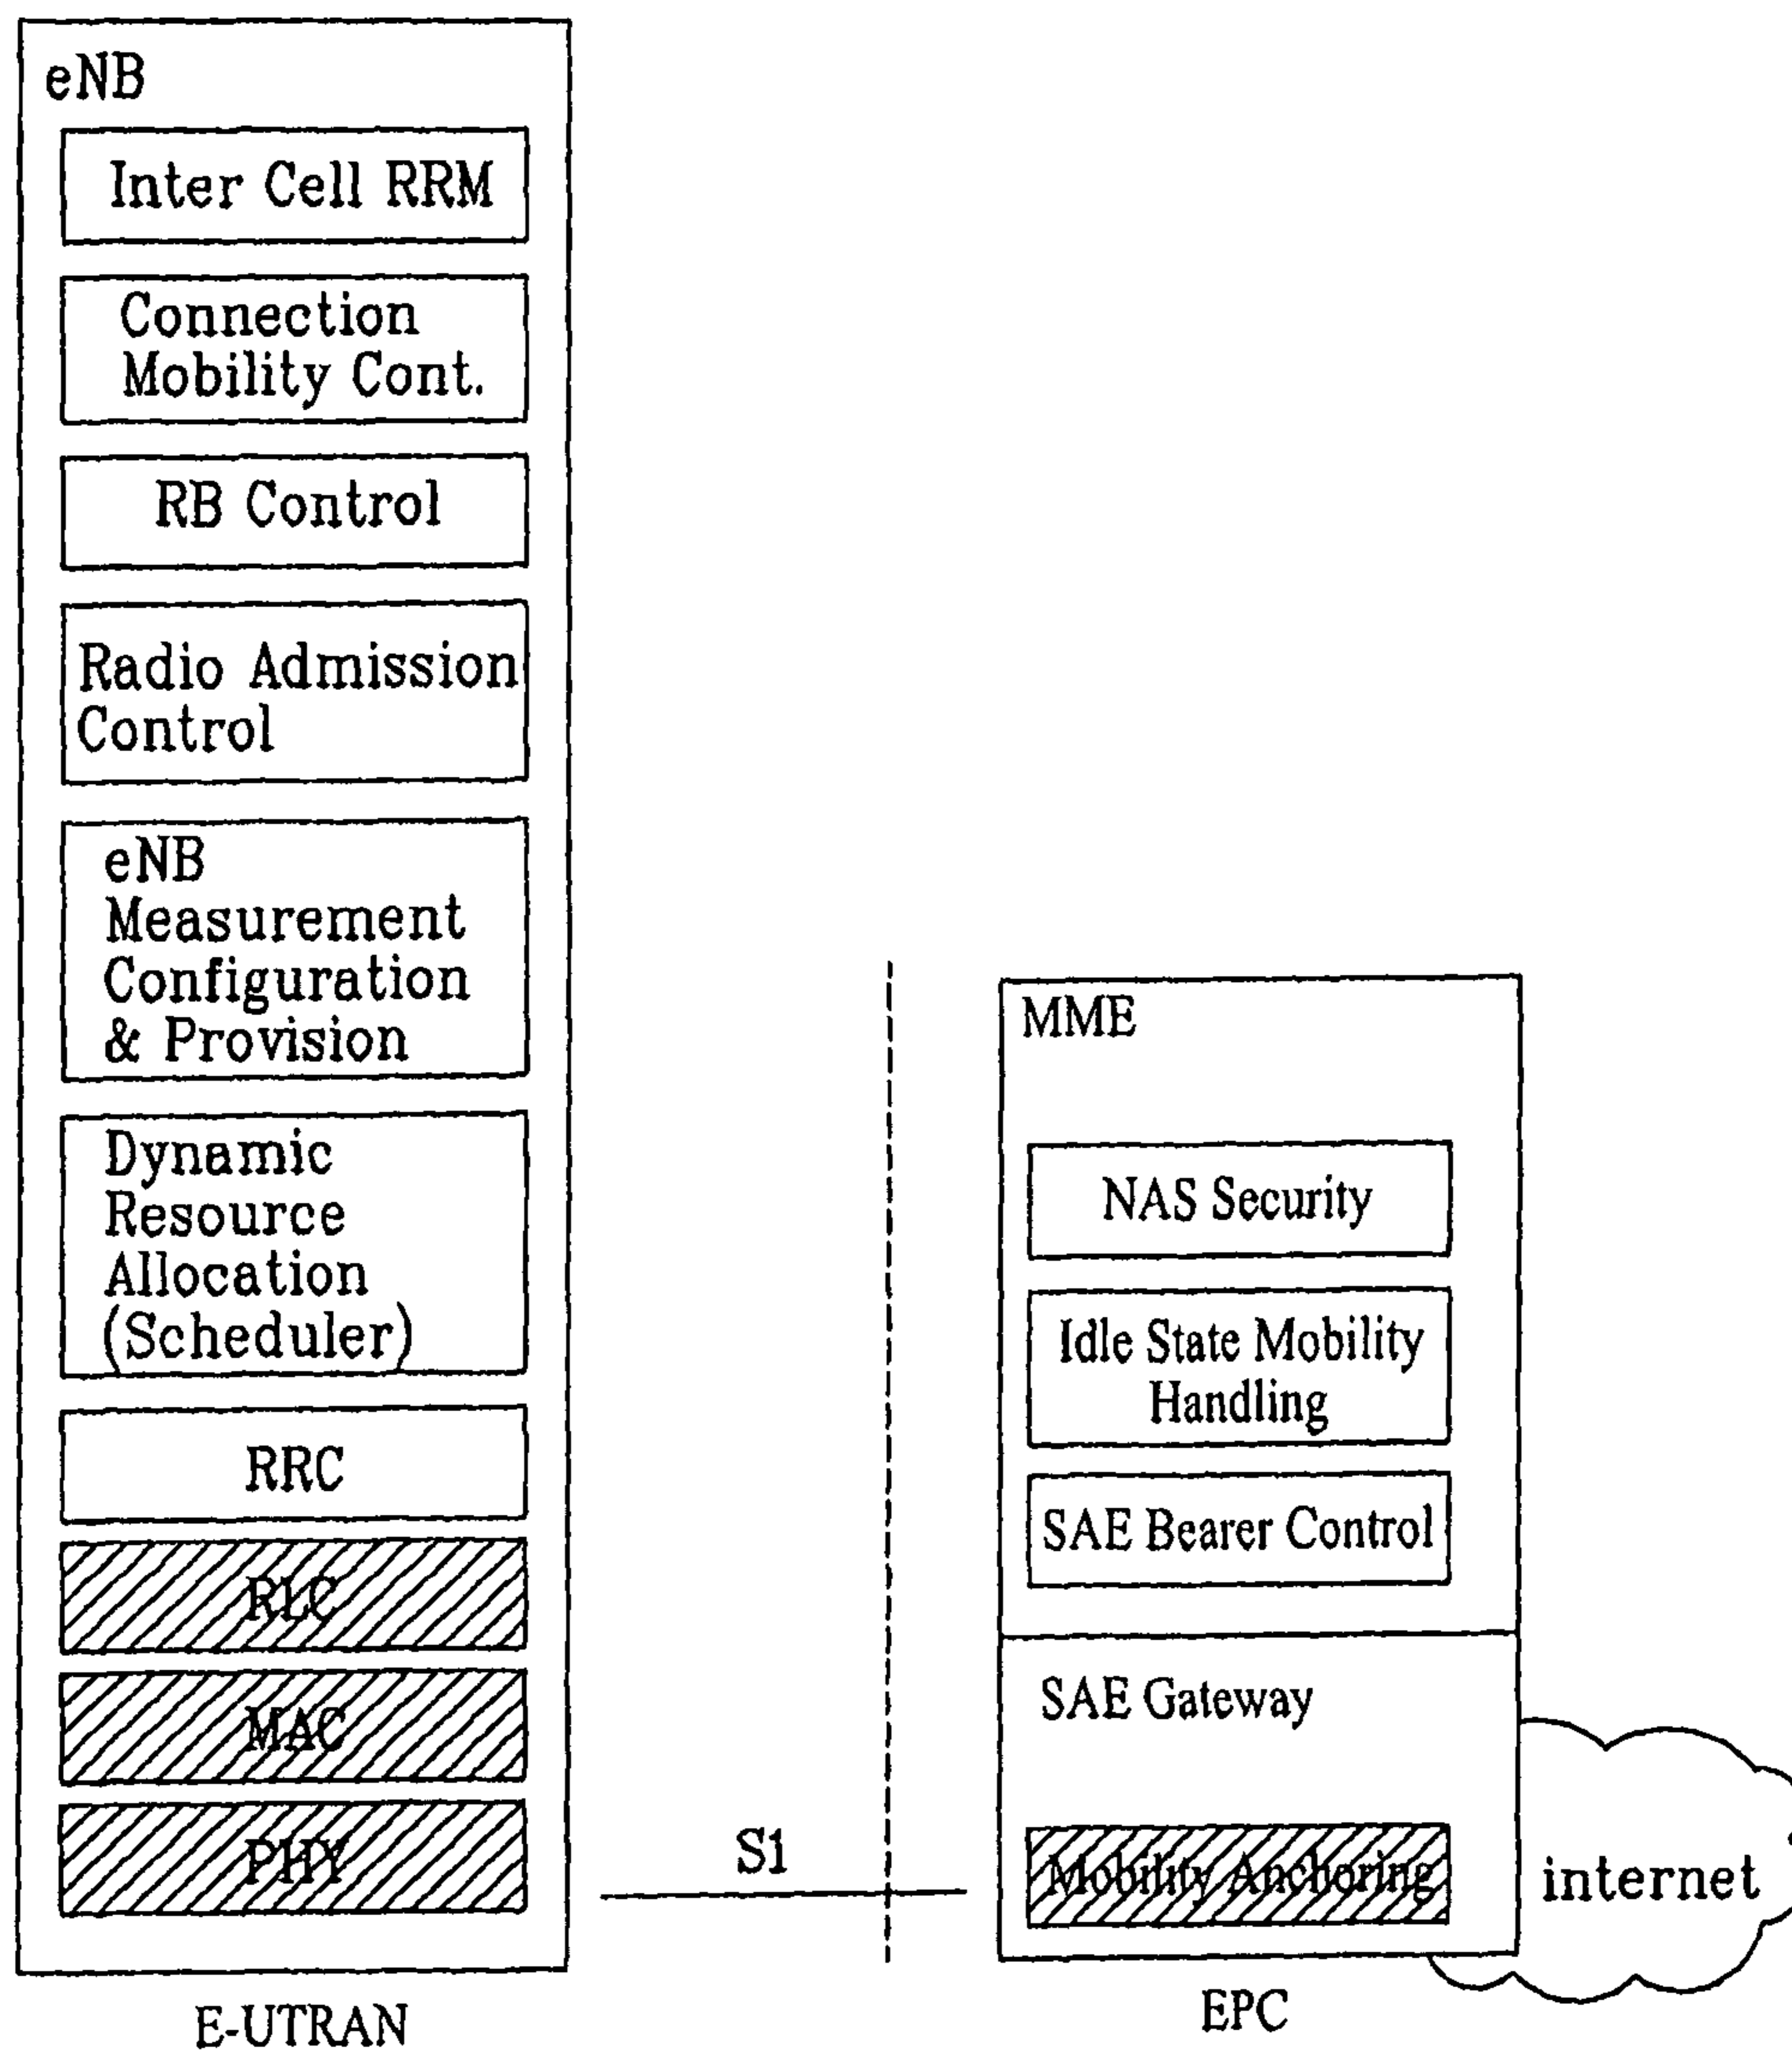 eNB
Inter Cell RRM
Connection
Mobility Cont.
RB Control
Radio Admission
Control
eNB
Measurement
Configuration
& Provision
Dynamic
Resource
Allocation
(Scheduler)
RRC
RLC
MAC
PHY
E-UTRAN
S1
MME
NAS Security
Idle State Mobility
Handling
SAE Bearer Control
SAE Gateway
Mobility Anchoring
EPC
internet